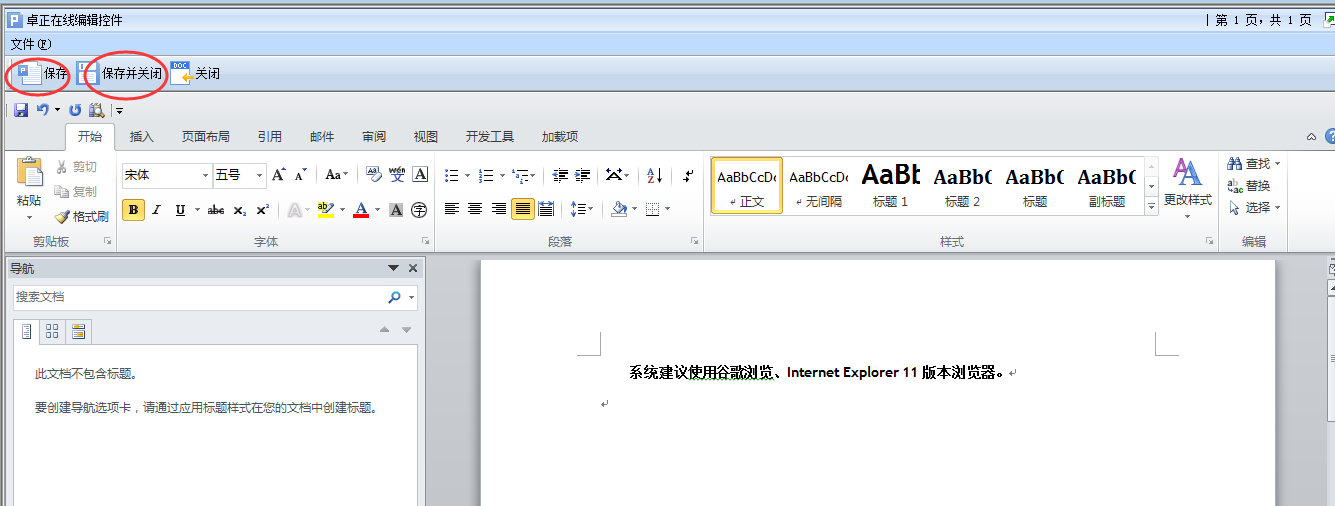 卓正在线编辑控件
第 1 页，共 1 页
文件(F)
保存 保存并关闭 关闭
开始 插入 页面布局 引用 邮件 审阅 视图 开发工具 加载项
粘贴 剪切 复制 格式刷
剪贴板
宋体 五号
字体
段落
AaBbCcDc AaBbCcDc AaBb AaBbC AaBbC AaBbC
正文 无间隔 标题 1 标题 2 标题 副标题
更改样式
样式
查找
替换
选择
编辑
导航
搜索文档
此文档不包含标题。
要创建导航选项卡，请通过应用标题样式在您的文档中创建标题。
系统建议使用谷歌浏览、Internet Explorer 11 版本浏览器。